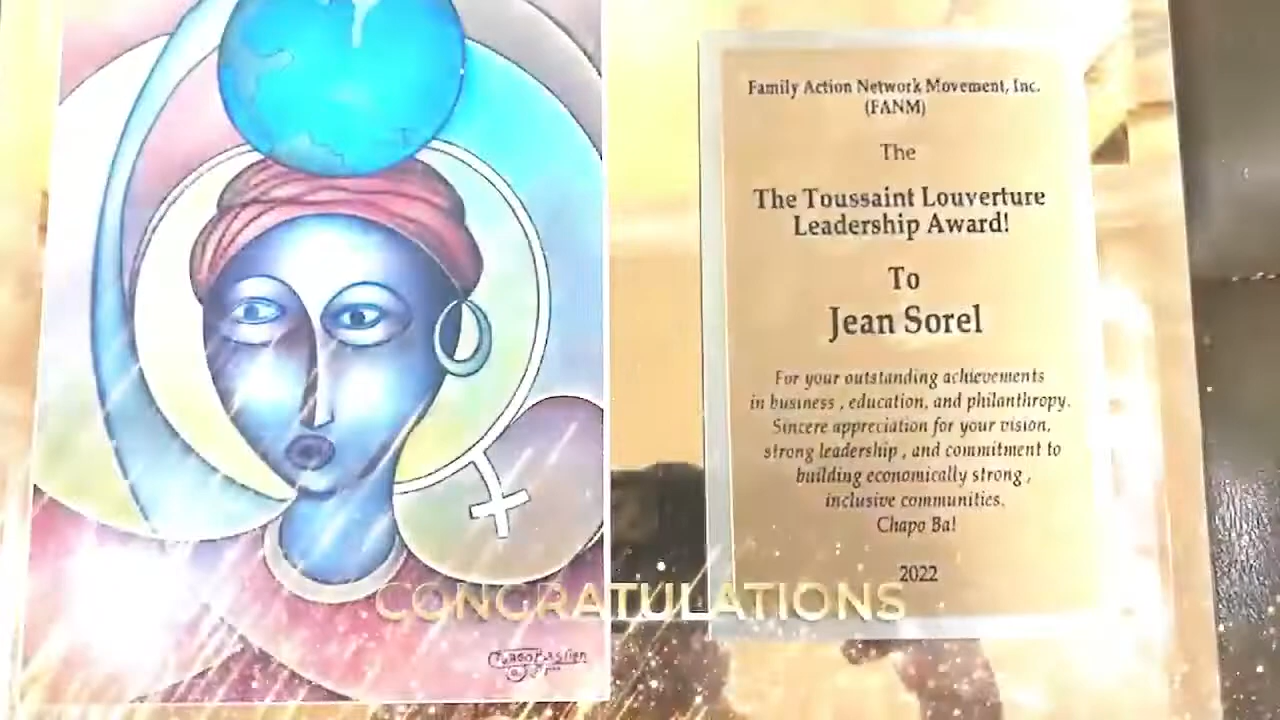 Family Action Network Movement, Inc.
(FANM)
The
The Toussaint Louverture
Leadership Award!
To
Jean Sorel
For your outstanding achievements
in business , education, and philanthropy.
Sincere appreciation for your vision,
strong leadership , and commitment to
building economically strong ,
inclusive communities.
Chapo Ba!
2022
CONGRATULATIONS